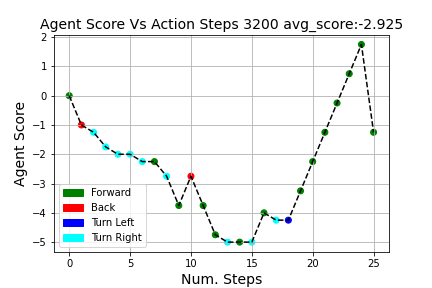 Agent Score Vs Action Steps 3200 avg_score:-2.925
Agent Score
2
1
0
−1
−2
−3
−4
−5
Forward
Back
Turn Left
Turn Right
0
5
10
15
20
25
Num. Steps